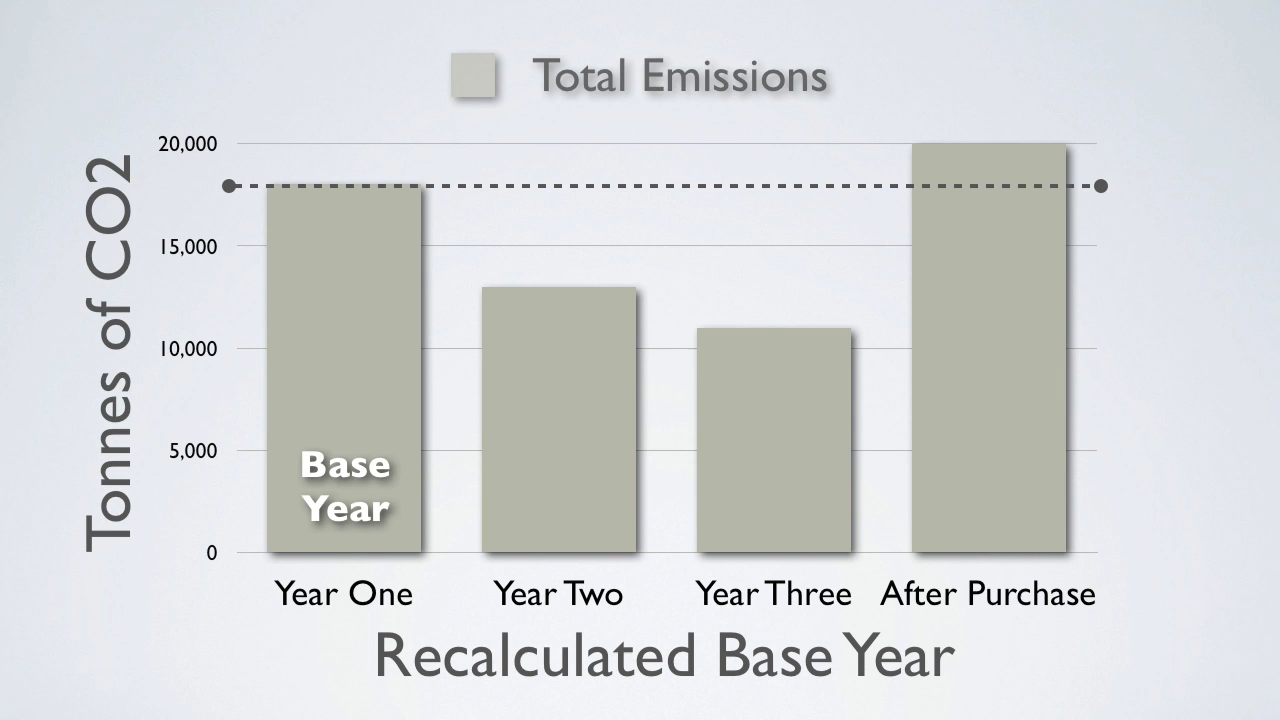 Total Emissions
Tonnes of CO2
20,000
15,000
10,000
5,000
0
Base
Year
Year One
Year Two
Year Three
After Purchase
Recalculated Base Year